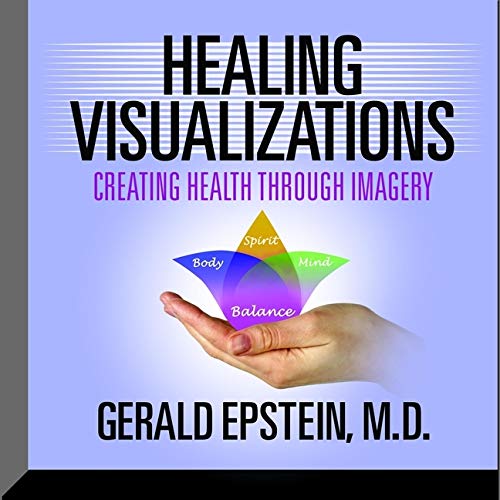 HEALING
VISUALIZATIONS
CREATING HEALTH THROUGH IMAGERY
Spirit
Body Mind
Balance
GERALD EPSTEIN, M.D.